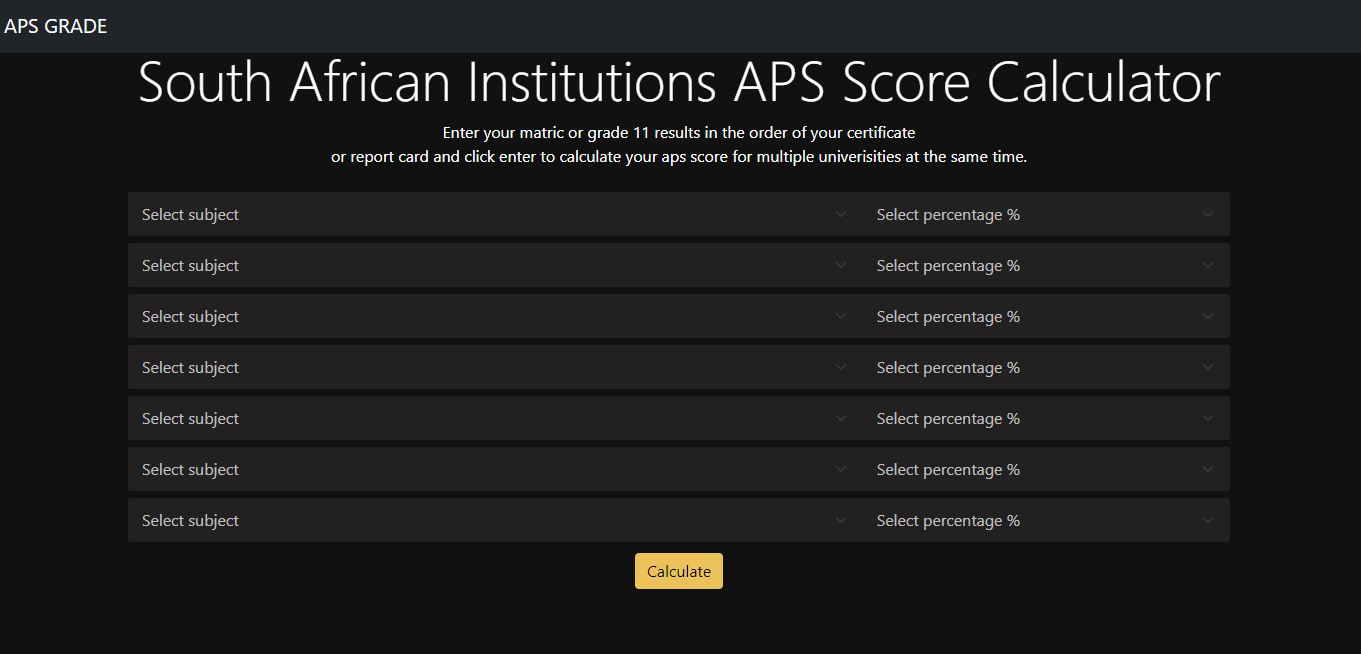 APS GRADE
South African Institutions APS Score Calculator
Enter your matric or grade 11 results in the order of your certificate
or report card and click enter to calculate your aps score for multiple univerisities at the same time.
Select subject Select percentage %
Select subject Select percentage %
Select subject Select percentage %
Select subject Select percentage %
Select subject Select percentage %
Select subject Select percentage %
Select subject Select percentage %
Calculate